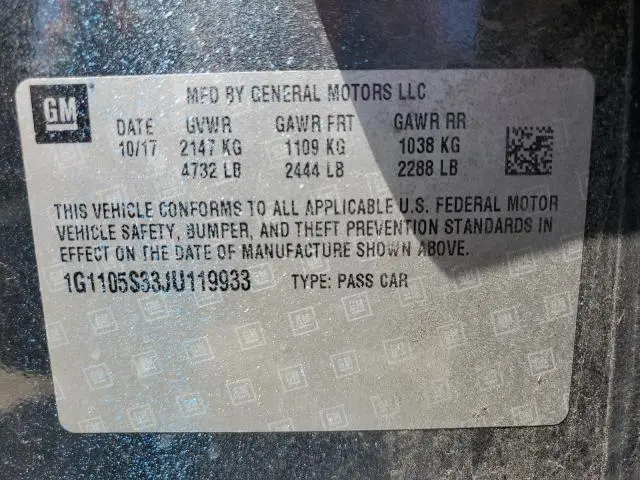 GM
MFD BY GENERAL MOTORS LLC
DATE GVWR GAWR FRT GAWR RR
10/17 2147 KG 1109 KG 1038 KG
4732 LB 2444 LB 2288 LB
THIS VEHICLE CONFORMS TO ALL APPLICABLE U.S. FEDERAL MOTOR
VEHICLE SAFETY, BUMPER, AND THEFT PREVENTION STANDARDS IN
EFFECT ON THE DATE OF MANUFACTURE SHOWN ABOVE.
1G1105S33JU119933 TYPE: PASS CAR